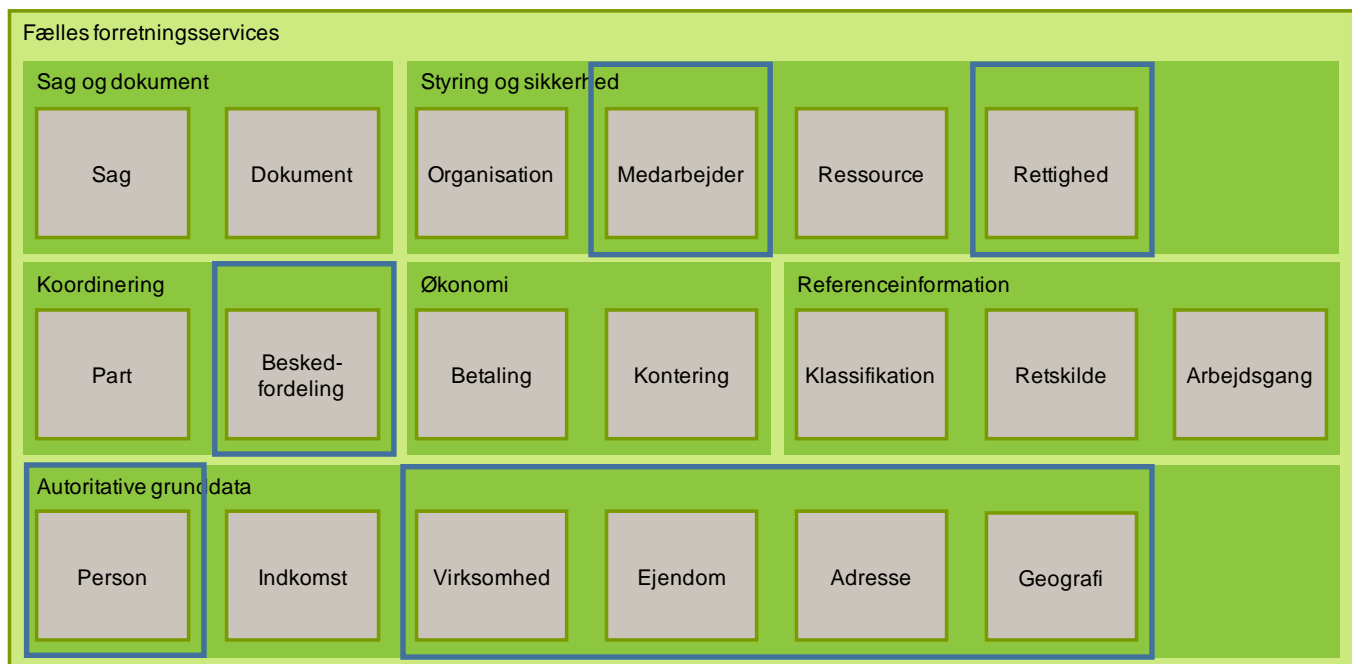 Fælles forretningsservices
Sag og dokument
Sag
Dokument
Styring og sikkerhed
Organisation
Medarbejder
Ressource
Rettighed
Koordinering
Part
Besked-
fordeling
Økonomi
Betaling
Kontering
Referenceinformation
Klassifikation
Retskilde
Arbejdsgang
Autoritative grunddata
Person
Indkomst
Virksomhed
Ejendom
Adresse
Geografi